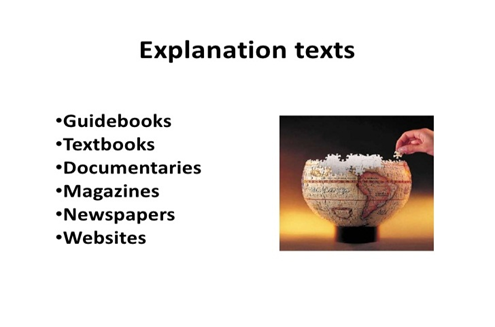 Explanation texts
•Guidebooks
•Textbooks
•Documentaries
•Magazines
•Newspapers
•Websites